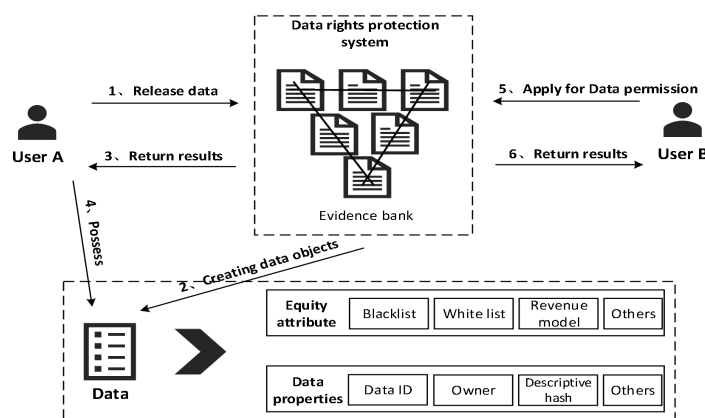 Data rights protection
system
1、Release data
5、Apply for Data permission
User A
3、Return results
6、Return results
User B
Evidence bank
4、Possess
2、Creating data objects
Equity
attribute
Blacklist
White list
Revenue
model
Others
Data
Data
properties
Data ID
Owner
Descriptive
hash
Others